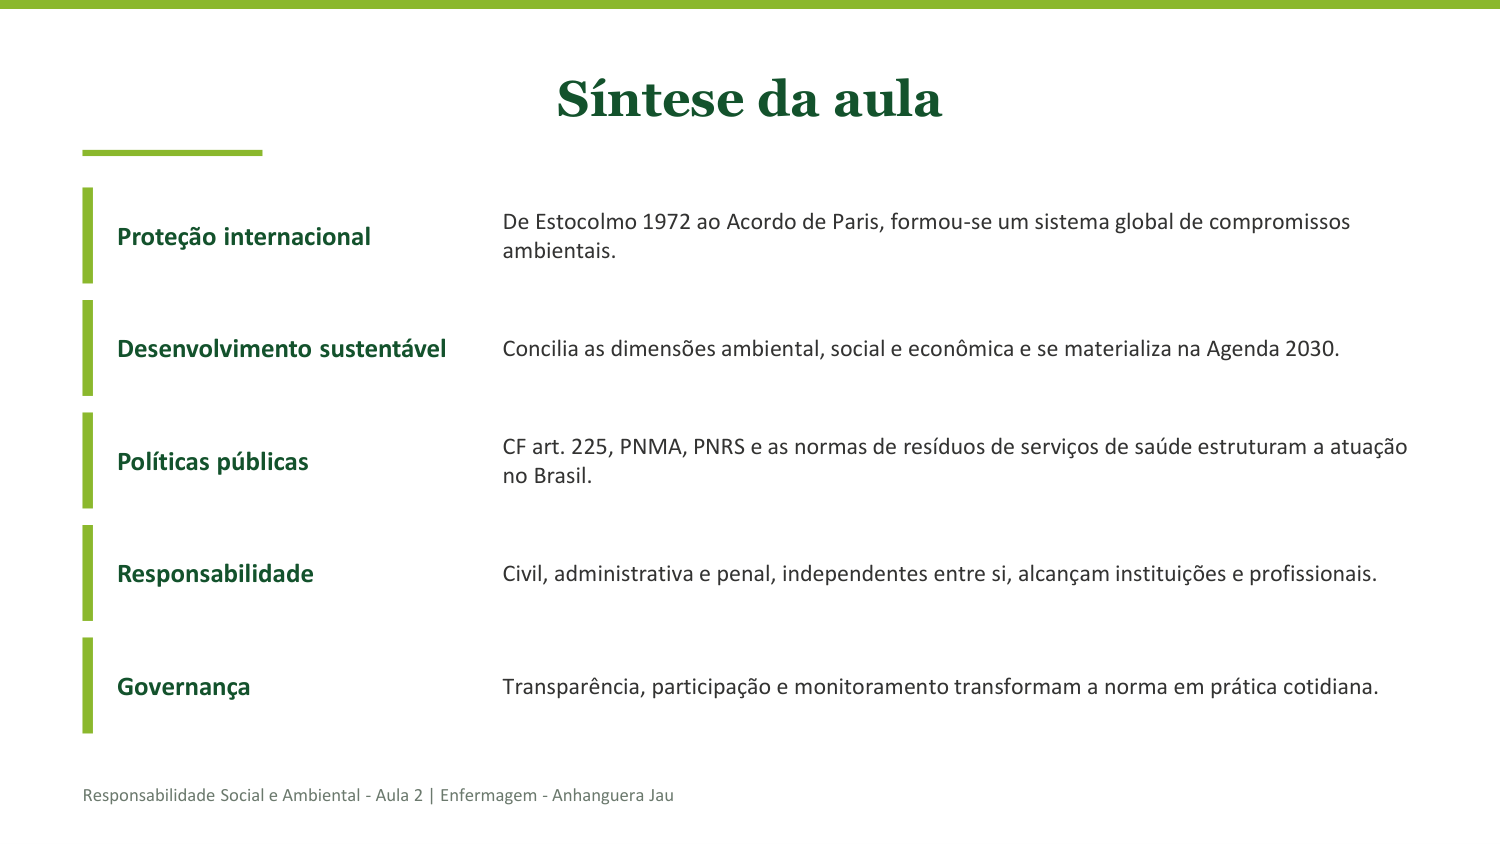 Síntese da aula
Proteção internacional
De Estocolmo 1972 ao Acordo de Paris, formou-se um sistema global de compromissos
ambientais.
Desenvolvimento sustentável
Concilia as dimensões ambiental, social e econômica e se materializa na Agenda 2030.
Políticas públicas
CF art. 225, PNMA, PNRS e as normas de resíduos de serviços de saúde estruturam a atuação
no Brasil.
Responsabilidade
Civil, administrativa e penal, independentes entre si, alcançam instituições e profissionais.
Governança
Transparência, participação e monitoramento transformam a norma em prática cotidiana.
Responsabilidade Social e Ambiental - Aula 2 | Enfermagem - Anhanguera Jau